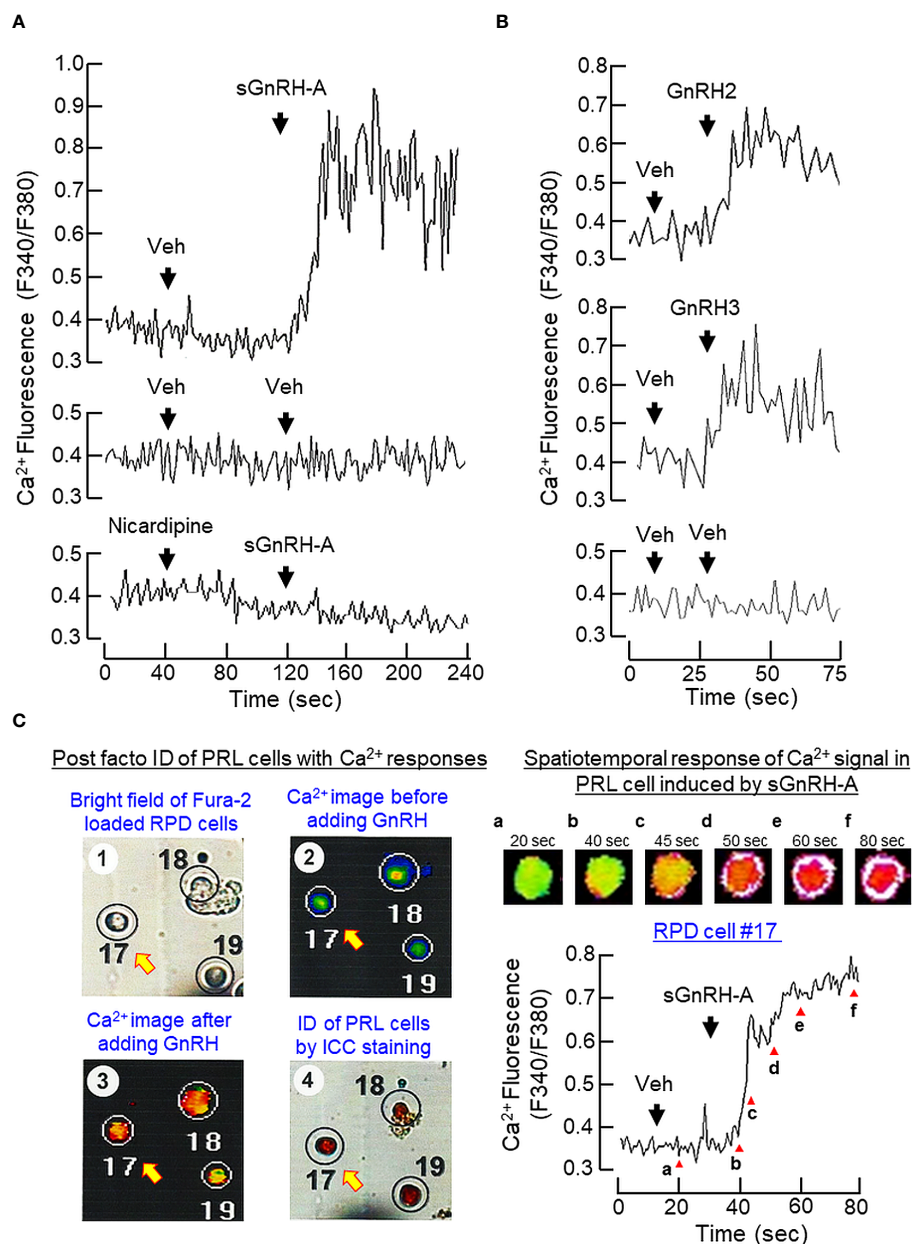 A
B
1.0
0.9
0.8
0.7
0.6
0.5
0.4
0.3
sGnRH-A
Veh
Veh
Veh
0.5
0.4
0.3
Nicardipine
sGnRH-A
0.5
0.4
0.3
Ca2+ Fluorescence (F340/F380)
0 40 80 120 160 200 240
Time (sec)
0.8
0.7
0.5
0.4
0.3
GnRH2
Veh
0.8
0.7
0.6
0.5
0.4
0.3
GnRH3
Veh
Veh
Veh
0.5
0.4
0.3
Ca2+ Fluorescence (F340/F380)
0 25 50 75
Time (sec)
C
Post facto ID of PRL cells with Ca2+ responses
Bright field of Fura-2
loaded RPD cells
1
18
17
19
Ca2+ image before
adding GnRH
2
18
17
19
Ca2+ image after
adding GnRH
3
18
17
19
ID of PRL cells
by ICC staining
4
18
17
19
Spatiotemporal response of Ca2+ signal in
PRL cell induced by sGnRH-A
a b c d e f
20 sec 40 sec 45 sec 50 sec 60 sec 80 sec
RPD cell #17
0.8
0.7
0.5
0.4
0.3
sGnRH-A
Veh
a
b
c
d
e
f
Ca2+ Fluorescence
(F340/F380)
0 20 40 60 80
Time (sec)